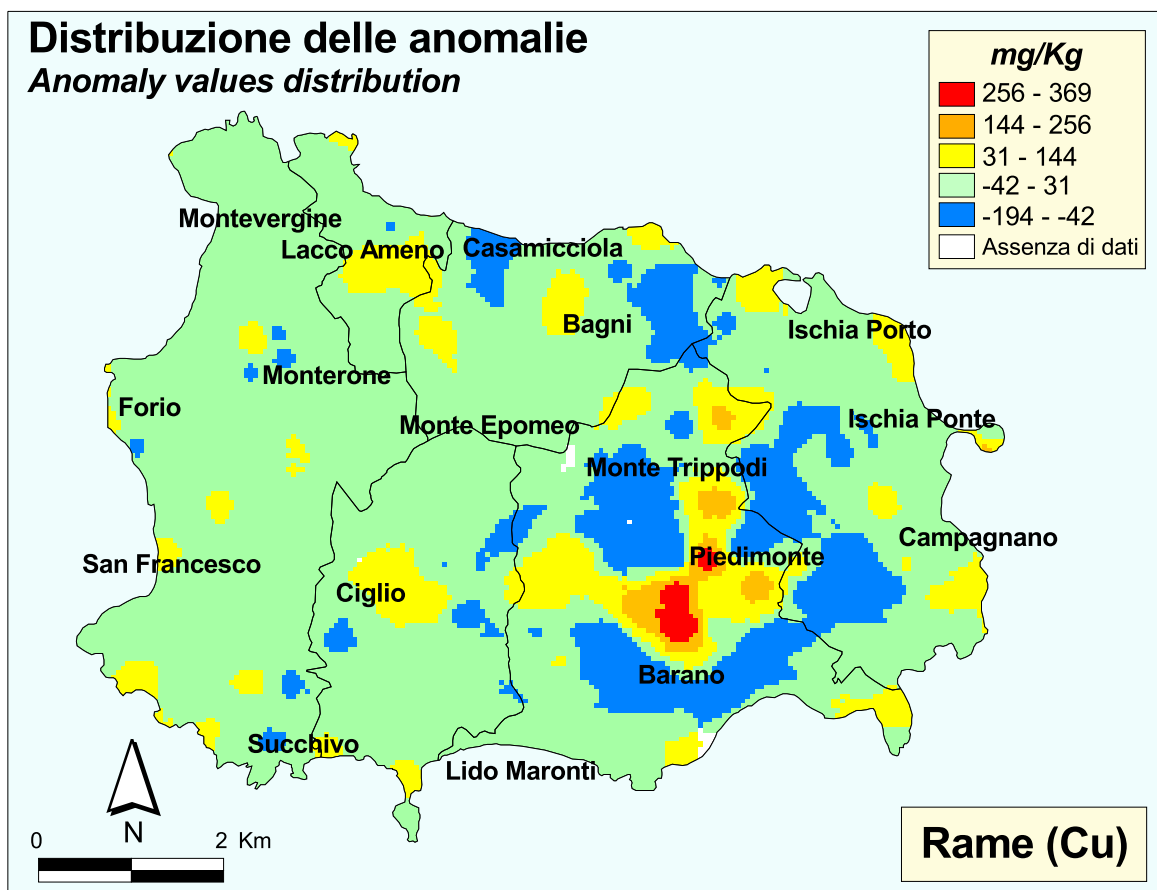 Distribuzione delle anomalie
Anomaly values distribution
mg/Kg
256 - 369
144 - 256
31 - 144
-42 - 31
-194 - -42
Assenza di dati
Montevergine
Lacco Ameno
Casamicciola
Bagni
Ischia Porto
Monterone
Forio
Monte Epomeo
Ischia Ponte
Monte Trippodi
Campagnano
San Francesco
Piedimonte
Ciglio
Barano
Succhivo
Lido Maronti
N
0 2 Km
Rame (Cu)